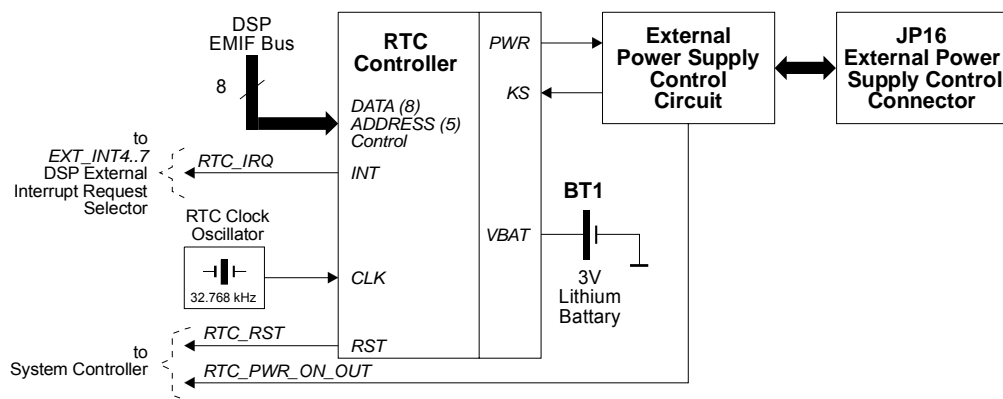 DSP
EMIF Bus
8
RTC
Controller
DATA (8)
ADDRESS (5)
Control
INT
CLK
RST
PWR
KS
VBAT
External
Power Supply
Control
Circuit
JP16
External Power
Supply Control
Connector
to
EXT_INT4..7
DSP External
Interrupt Request
Selector
RTC_IRQ
RTC Clock
Oscillator
32.768 kHz
BT1
3V
Lithium
Battary
to
System Controller
RTC_RST
RTC_PWR_ON_OUT